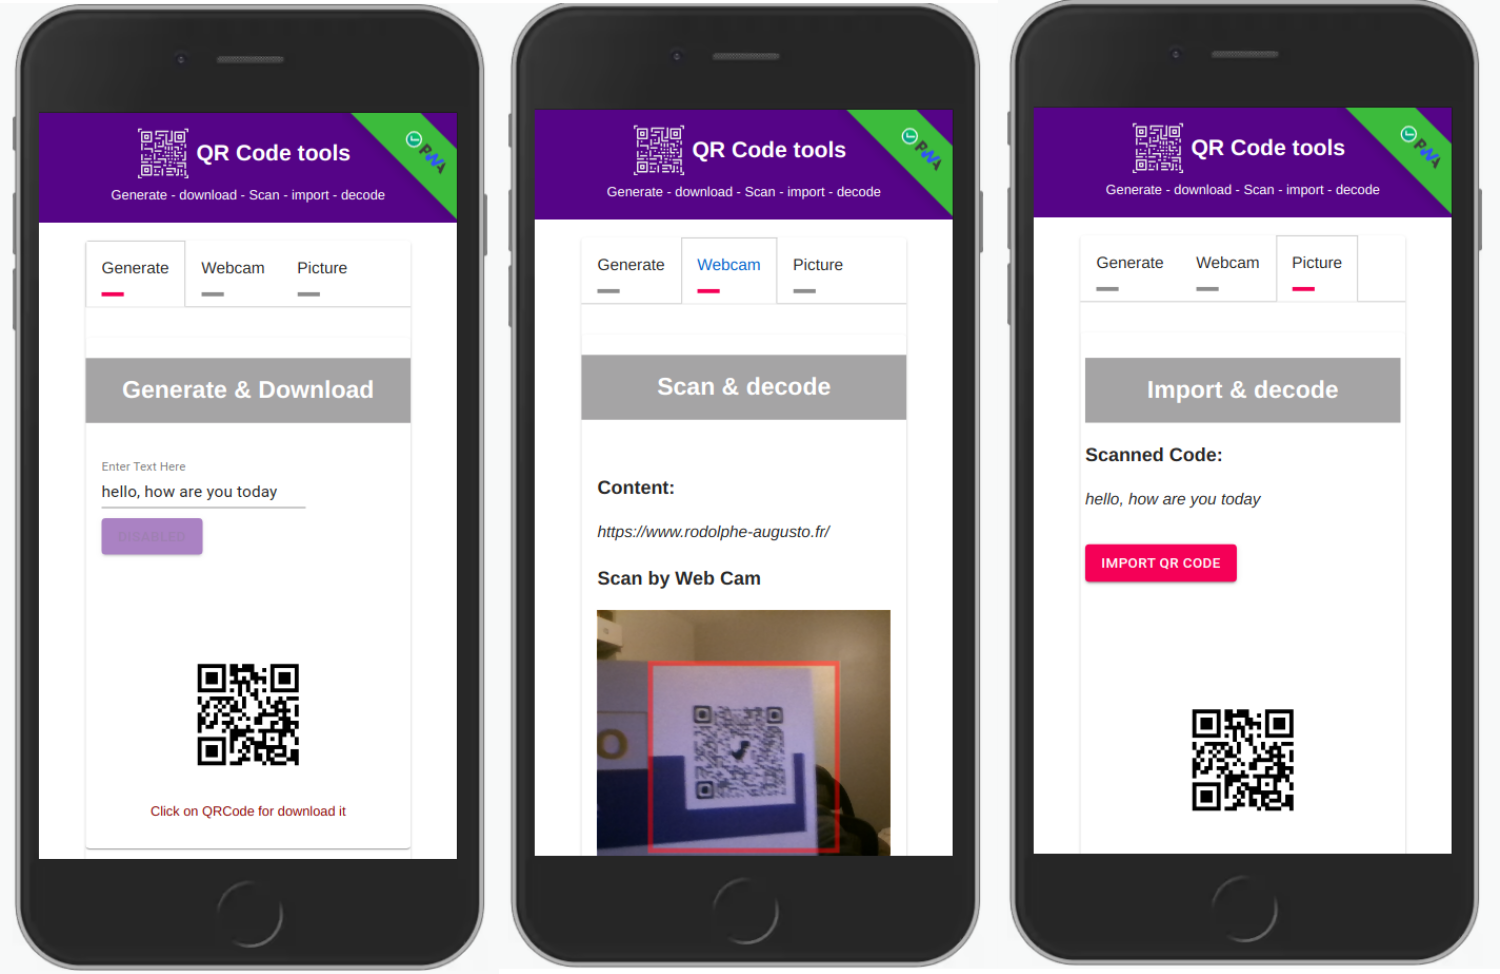 QR Code tools
PWA
Generate - download - Scan - import - decode
Generate Webcam Picture
Generate & Download
Enter Text Here
hello, how are you today
DISABLED
Click on QRCode for download it
QR Code tools
PWA
Generate - download - Scan - import - decode
Generate Webcam Picture
Scan & decode
Content:
https://www.rodolphe-augusto.fr/
Scan by Web Cam
O
QR Code tools
PWA
Generate - download - Scan - import - decode
Generate Webcam Picture
Import & decode
Scanned Code:
hello, how are you today
IMPORT QR CODE